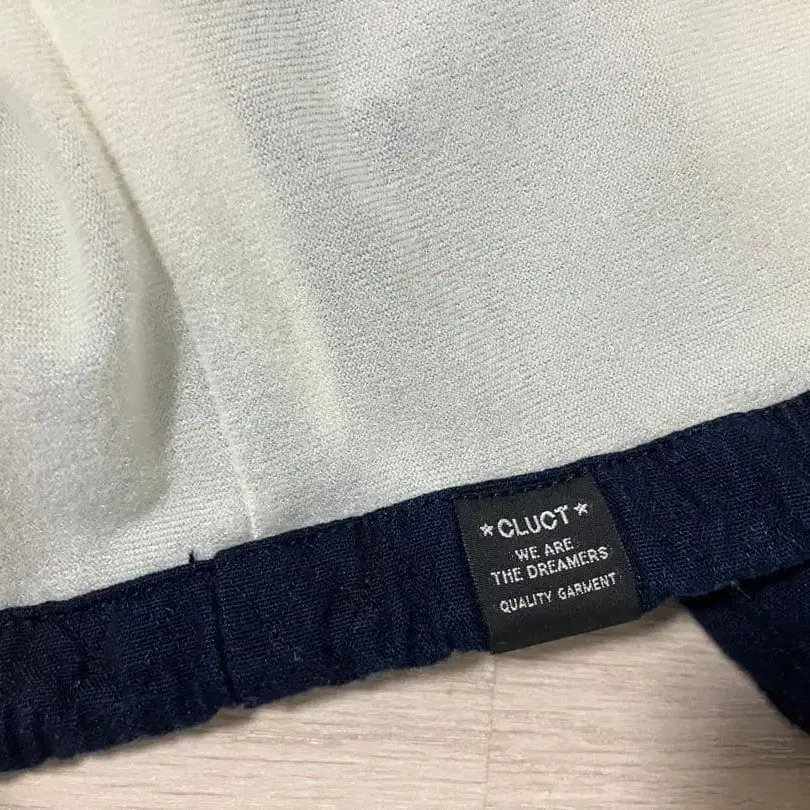 ★CLUCT★
WE ARE
THE DREAMERS
QUALITY GARMENT